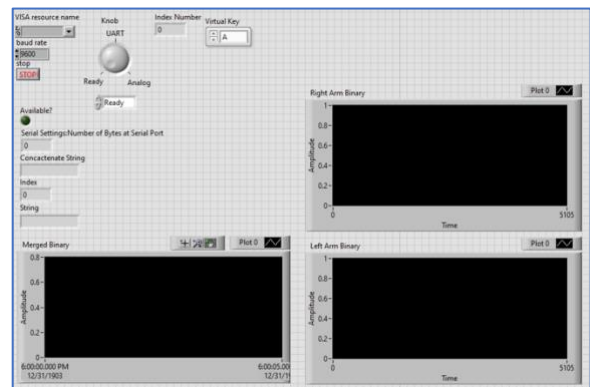 VISA resource name
Knob
Index Number
Virtual Key
UART
0
A
baud rate
9600
stop
STOP
Ready
Analog
Ready
Available?
Serial Settings:Number of Bytes at Serial Port
0
Concactenate String
Index
0
String
Right Arm Binary
Plot 0
1
0.8
0.6
0.4
0.2
0
Amplitude
0
5105
Time
Merged Binary
Plot 0
0.8
0.6
0.4
0.2
0
Amplitude
6:00:00.000 PM
12/31/1903
6:00:05.00
12/31/1
Left Arm Binary
Plot 0
1
0.8
0.6
0.4
0.2
0
Amplitude
0
5105
Time